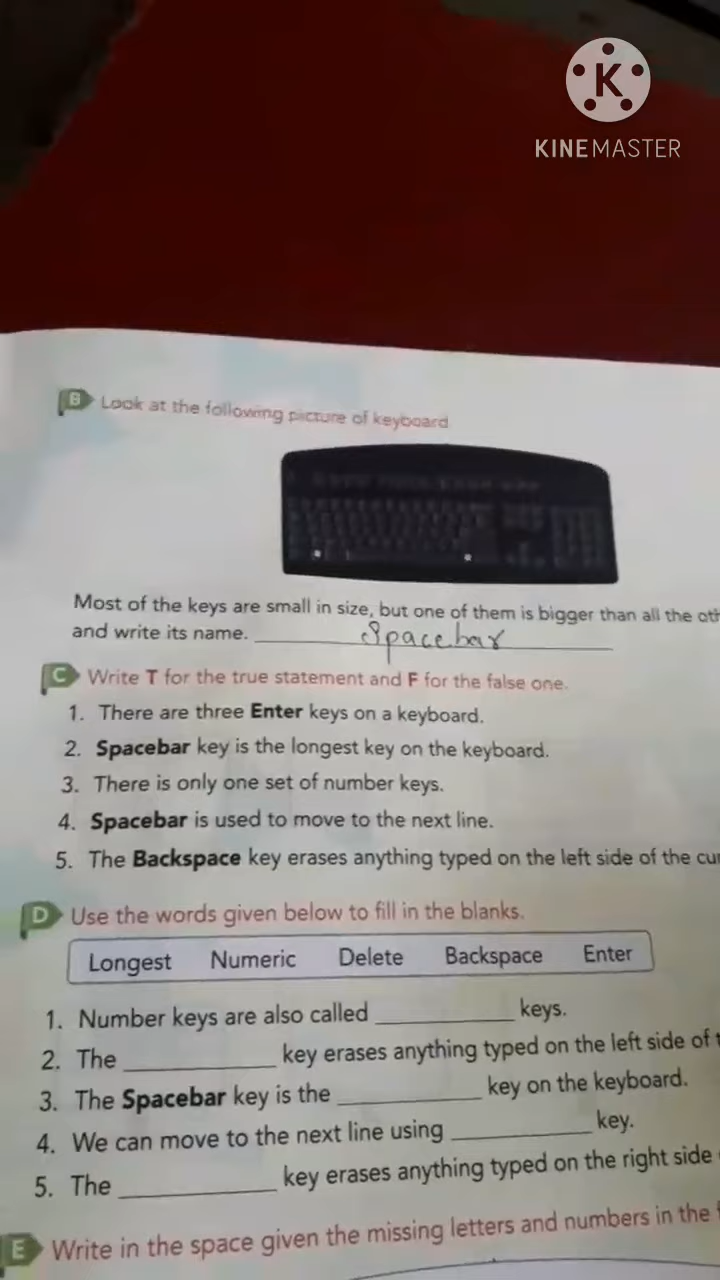 K
KINEMASTER
B Look at the following picture of keyboard
Most of the keys are small in size, but one of them is bigger than all the oth
and write its name. Spacebar
C Write T for the true statement and F for the false one.
1. There are three Enter keys on a keyboard.
2. Spacebar key is the longest key on the keyboard.
3. There is only one set of number keys.
4. Spacebar is used to move to the next line.
5. The Backspace key erases anything typed on the left side of the cu
D Use the words given below to fill in the blanks.
Longest Numeric Delete Backspace Enter
1. Number keys are also called ____________ keys.
2. The ____________ key erases anything typed on the left side of
3. The Spacebar key is the ____________ key on the keyboard.
4. We can move to the next line using ____________ key.
5. The ____________ key erases anything typed on the right side
E Write in the space given the missing letters and numbers in the